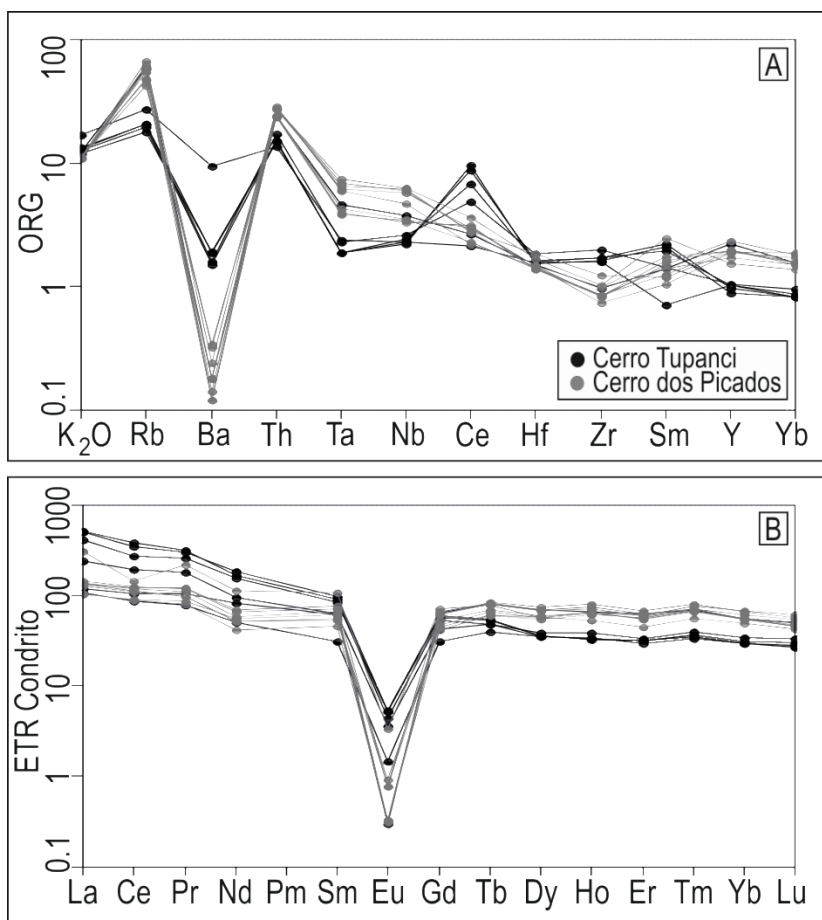 A
ORG
100
10
1
0.1
Cerro Tupanci
Cerro dos Picados
K2O Rb Ba Th Ta Nb Ce Hf Zr Sm Y Yb
B
ETR Condrito
1000
100
10
1
0.1
La Ce Pr Nd Pm Sm Eu Gd Tb Dy Ho Er Tm Yb Lu